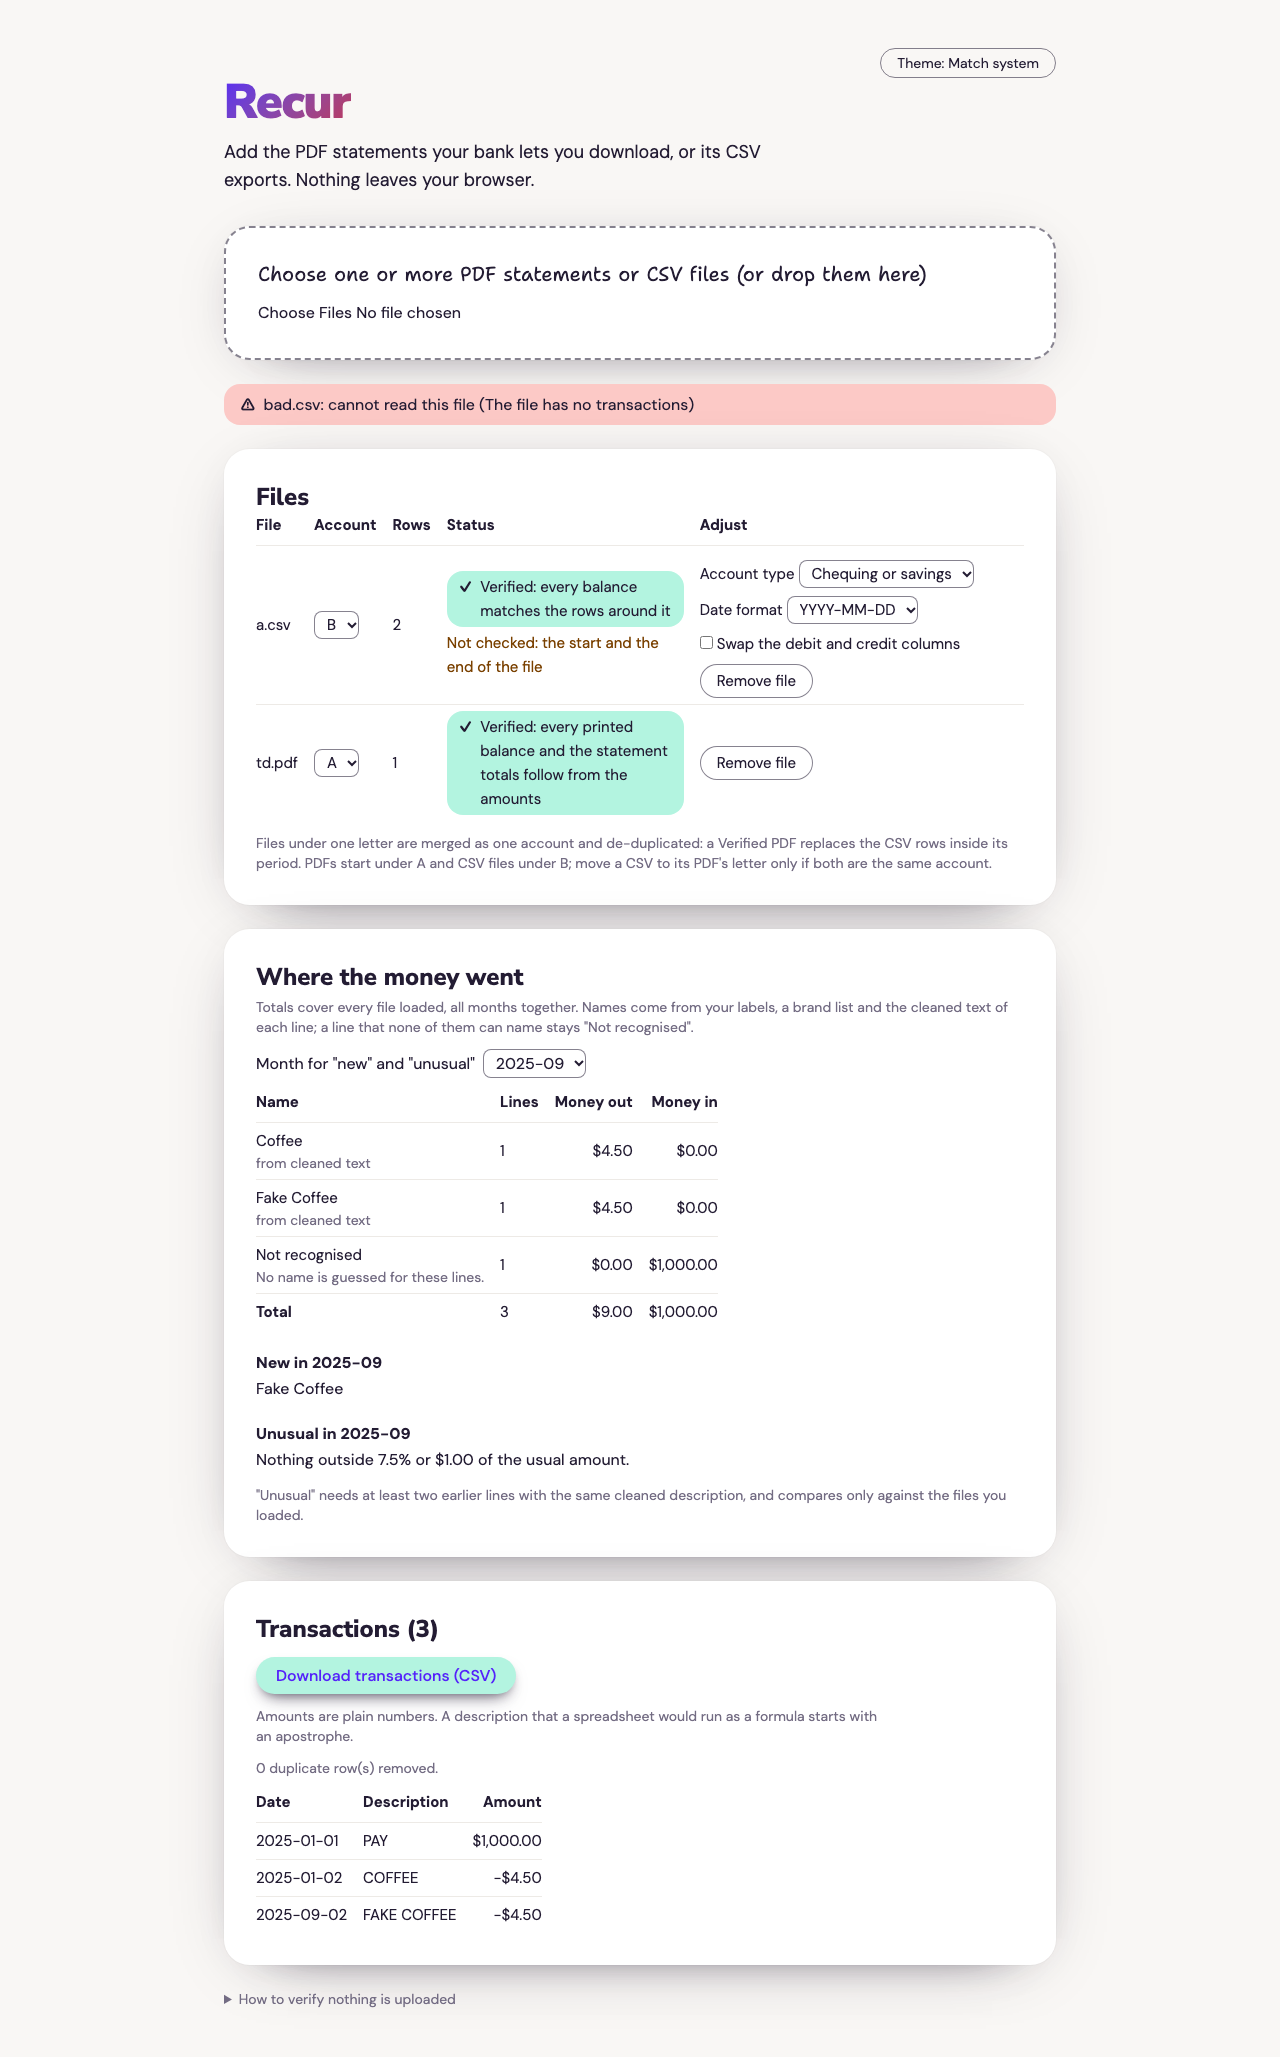 Theme: Match system
Recur
Add the PDF statements your bank lets you download, or its CSV
exports. Nothing leaves your browser.
Choose one or more PDF statements or CSV files (or drop them here)
Choose Files No file chosen
bad.csv: cannot read this file (The file has no transactions)
Files
File Account Rows Status Adjust
a.csv B 2
Verified: every balance
matches the rows around it
Not checked: the start and the
end of the file
Account type Chequing or savings
Date format YYYY-MM-DD
Swap the debit and credit columns
Remove file
td.pdf A 1
Verified: every printed
balance and the statement
totals follow from the
amounts
Remove file
Files under one letter are merged as one account and de-duplicated: a Verified PDF replaces the CSV rows inside its
period. PDFs start under A and CSV files under B; move a CSV to its PDF's letter only if both are the same account.
Where the money went
Totals cover every file loaded, all months together. Names come from your labels, a brand list and the cleaned text of
each line; a line that none of them can name stays "Not recognised".
Month for "new" and "unusual" 2025-09
Name Lines Money out Money in
Coffee
from cleaned text
1 $4.50 $0.00
Fake Coffee
from cleaned text
1 $4.50 $0.00
Not recognised
No name is guessed for these lines.
1 $0.00 $1,000.00
Total 3 $9.00 $1,000.00
New in 2025-09
Fake Coffee
Unusual in 2025-09
Nothing outside 7.5% or $1.00 of the usual amount.
"Unusual" needs at least two earlier lines with the same cleaned description, and compares only against the files you
loaded.
Transactions (3)
Download transactions (CSV)
Amounts are plain numbers. A description that a spreadsheet would run as a formula starts with
an apostrophe.
0 duplicate row(s) removed.
Date Description Amount
2025-01-01 PAY $1,000.00
2025-01-02 COFFEE -$4.50
2025-09-02 FAKE COFFEE -$4.50
How to verify nothing is uploaded